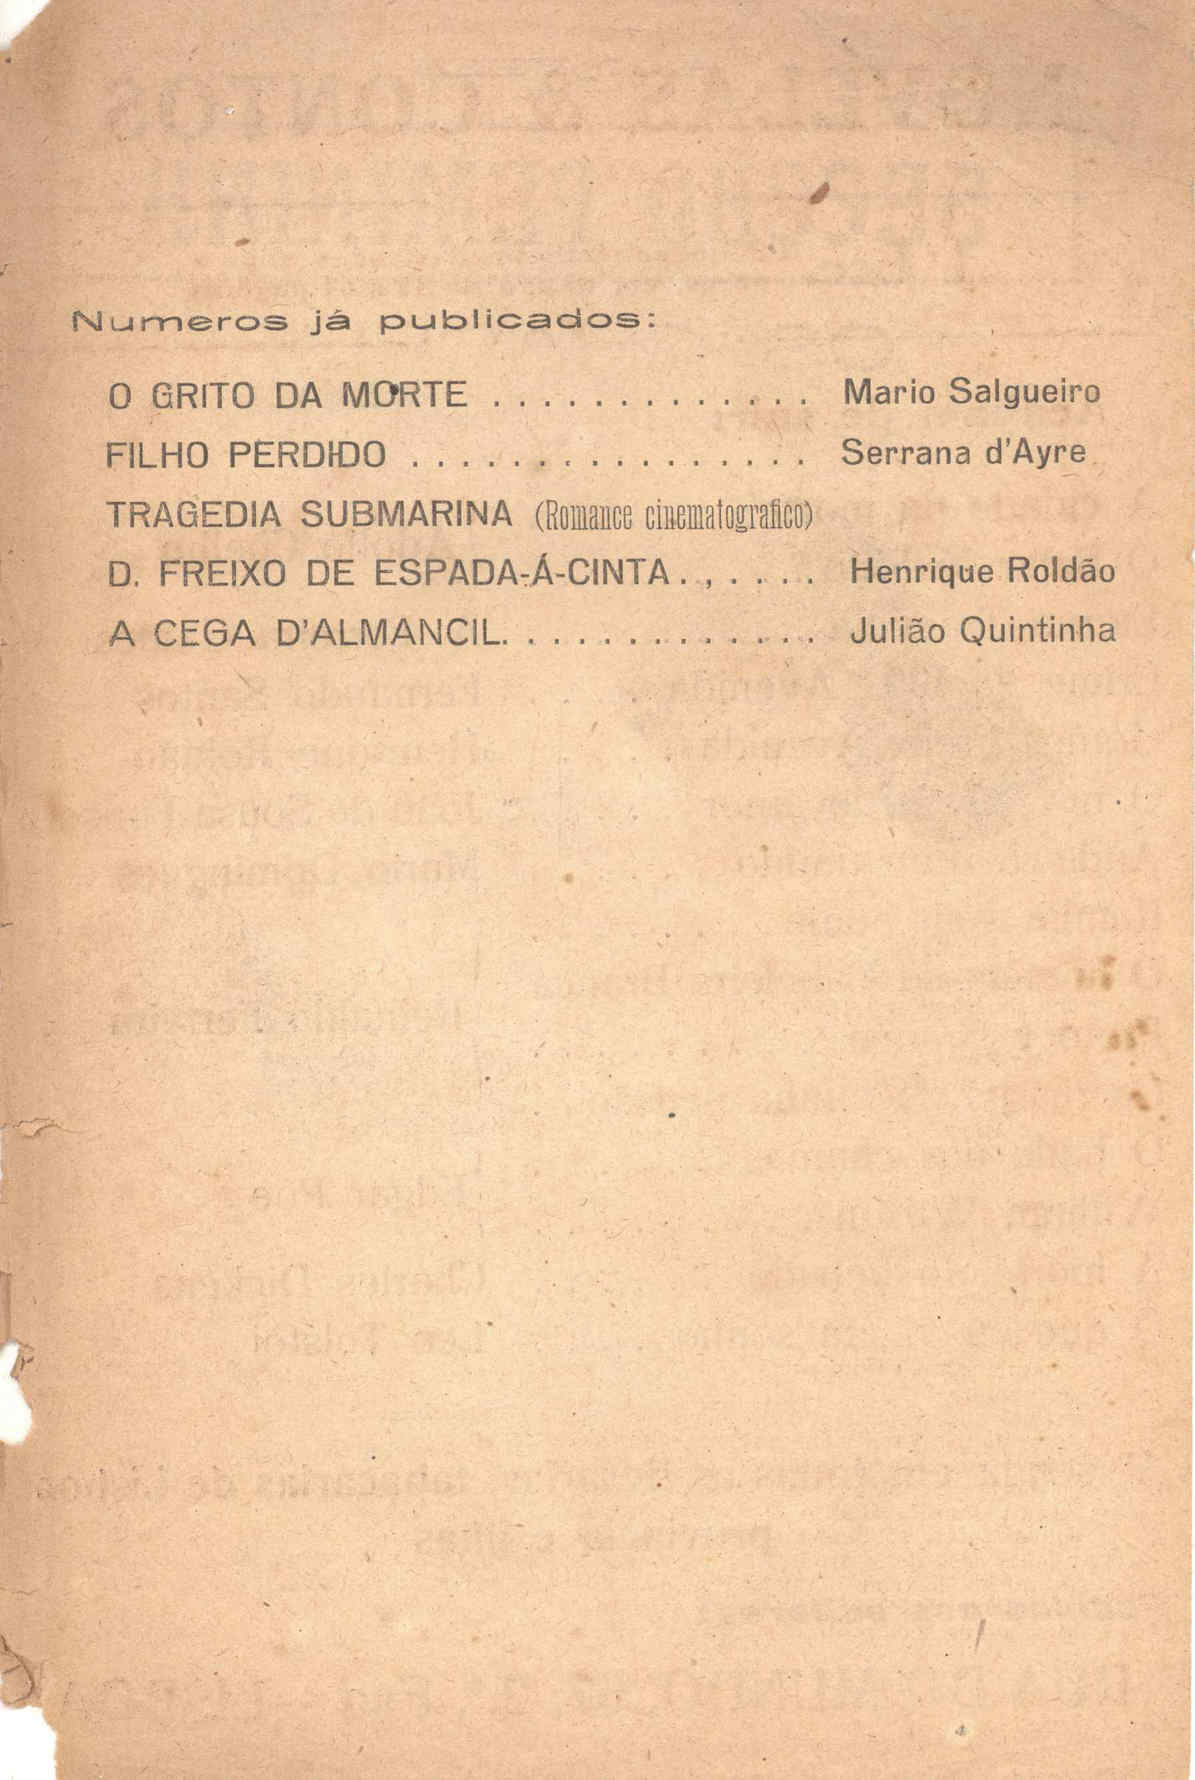 Numeros já publicados:
O GRITO DA MORTE . . . . . . . . . . . . . Mario Salgueiro
FILHO PERDIDO . . . . . . . . . . . . . . . . Serrana d'Ayre
TRAGEDIA SUBMARINA (Romance cinematografico)
D. FREIXO DE ESPADA-Á-CINTA . . , . . . . Henrique Roldão
A CEGA D'ALMANCIL. . . . . . . . . . . . . Julião Quintinha